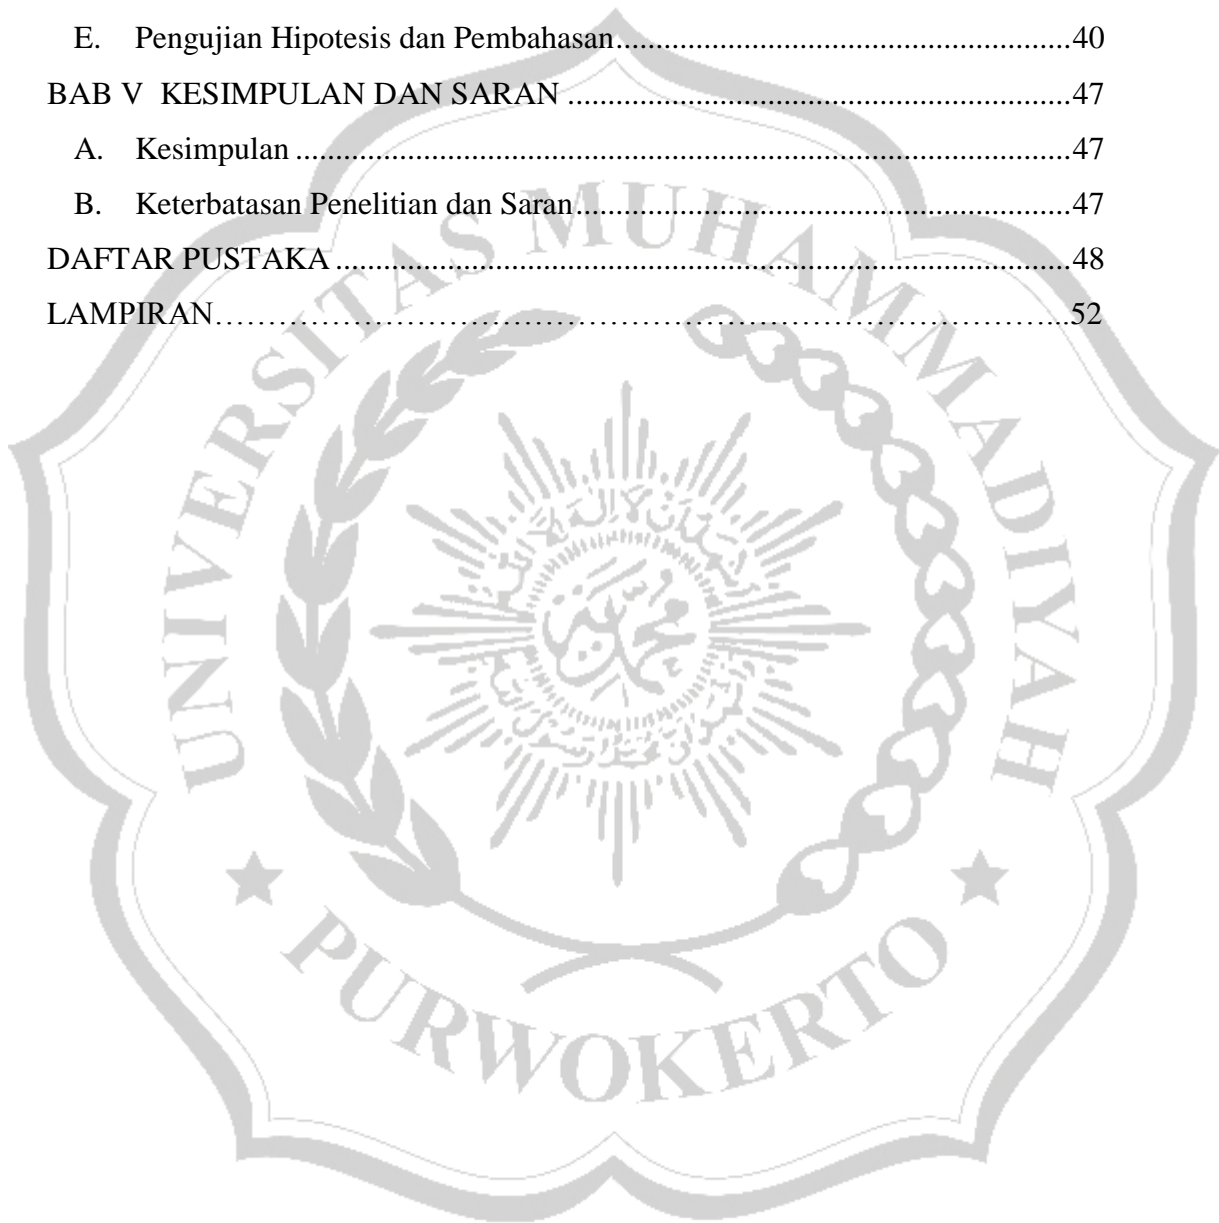 E. Pengujian Hipotesis dan Pembahasan...........................................................40
BAB V KESIMPULAN DAN SARAN ................................................................47
A. Kesimpulan ...................................................................................................47
B. Keterbatasan Penelitian dan Saran................................................................47
DAFTAR PUSTAKA ..............................................................................................48
LAMPIRAN……………………………………………………………………...52
UNIVERSITAS MUHAMMADIYAH
PURWOKERTO